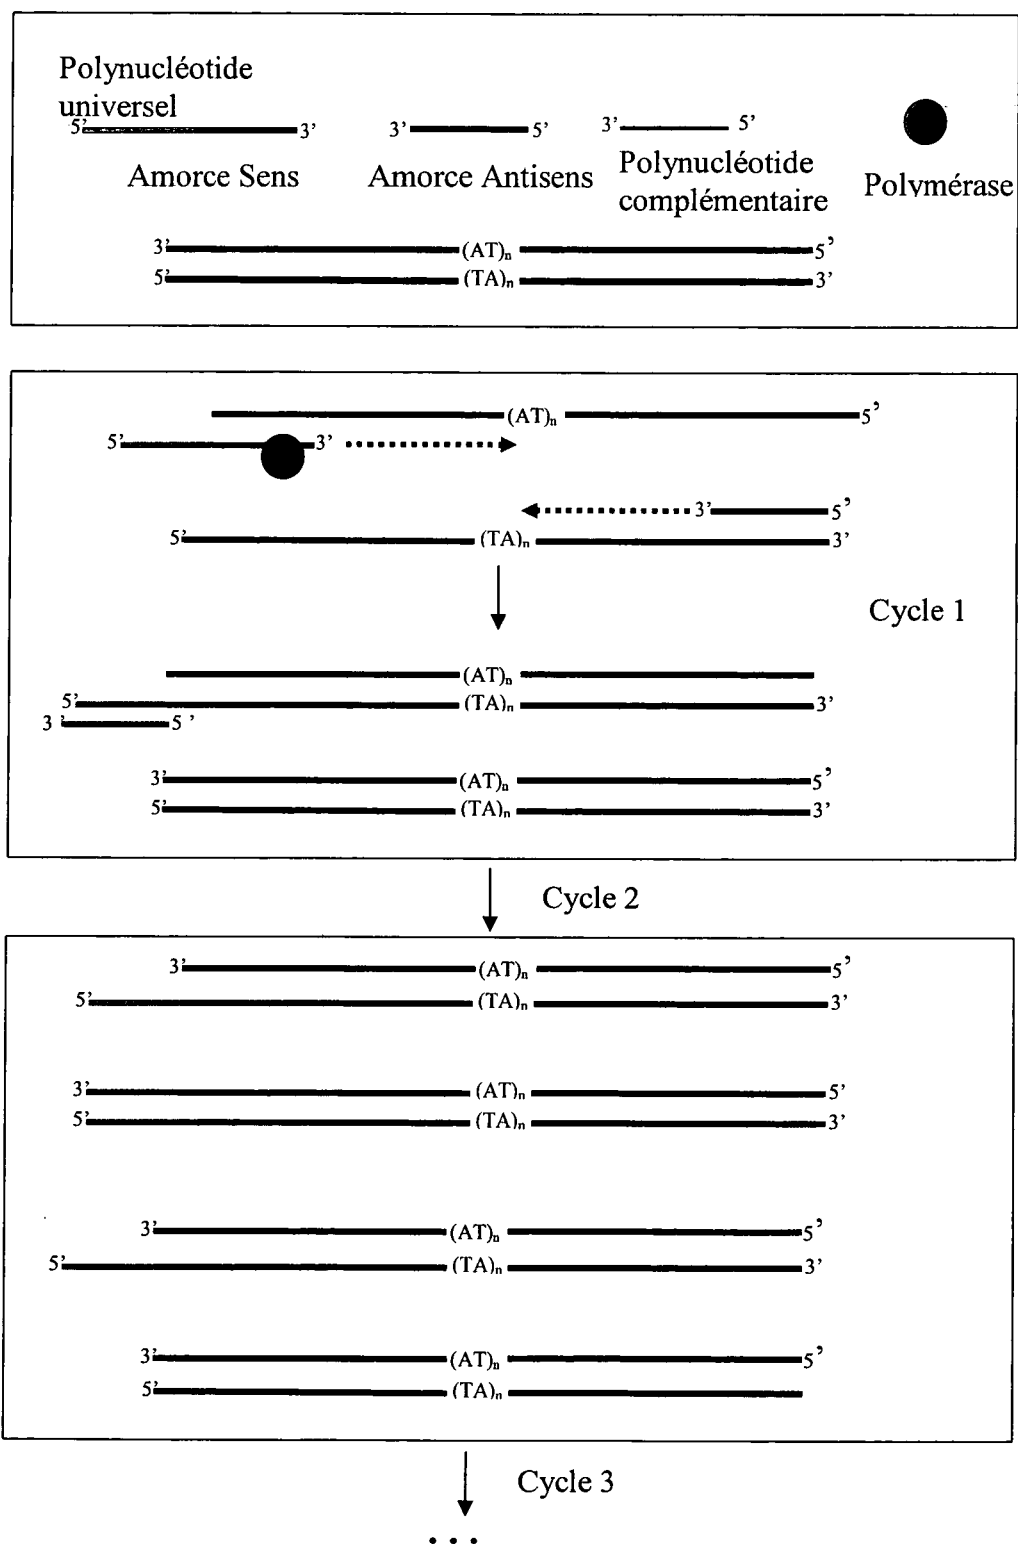 Polynucléotide
universel
5' 3' 3' 5' 3' 5'
Amorce Sens Amorce Antisens Polynucléotide
complémentaire Polymérase
3' (AT)n 5'
5' (TA)n 3'
(AT)n 5'
5' 3'
3' 5'
5' (TA)n 3'
Cycle 1
(AT)n
5' (TA)n 3'
3' 5'
3' (AT)n 5'
5' (TA)n 3'
Cycle 2
3' (AT)n 5'
5' (TA)n 3'
3' (AT)n 5'
5' (TA)n 3'
3' (AT)n 5'
5' (TA)n 3'
3' (AT)n 5'
5' (TA)n
Cycle 3
...